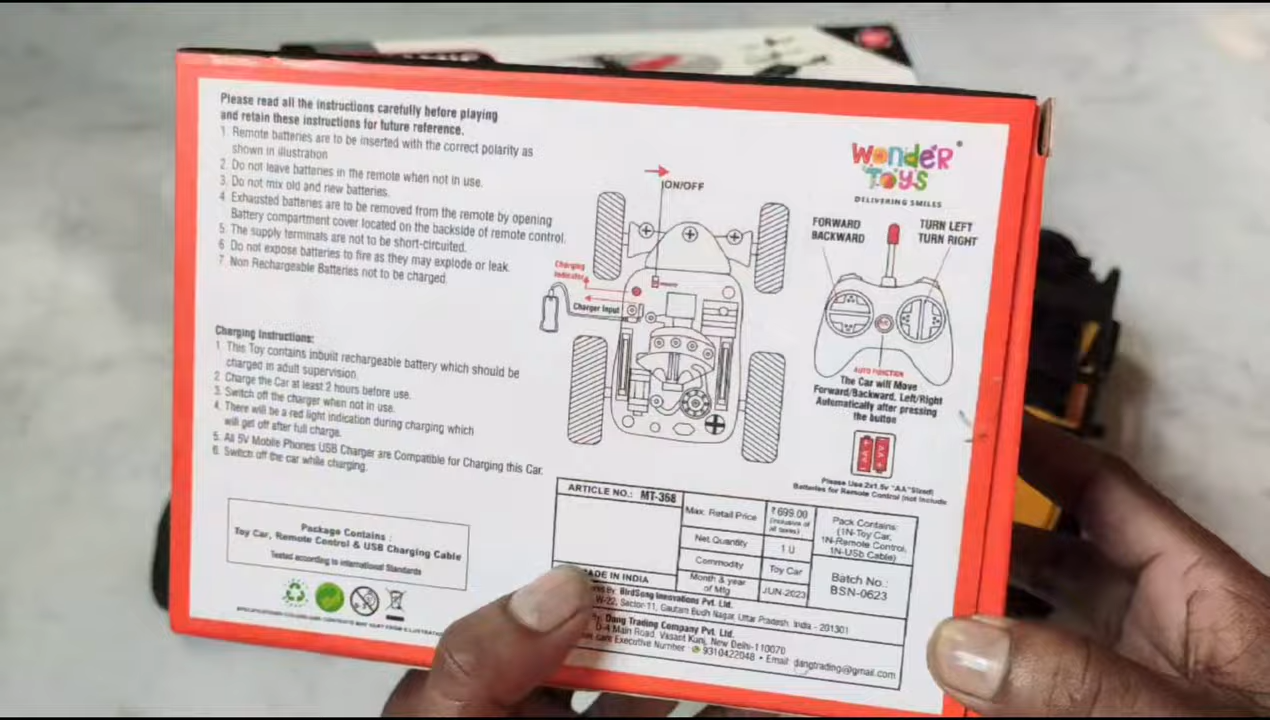 Please read all the instructions carefully before playing
and retain these instructions for future reference.
1. Remote batteries are to be inserted with the correct polarity as
shown in illustration
2. Do not leave batteries in the remote when not in use.
3. Do not mix old and new batteries.
4. Exhausted batteries are to be removed from the remote by opening
Battery compartment cover located on the backside of remote control.
5. The supply terminals are not to be short-circuited.
6. Do not expose batteries to fire as they may explode or leak.
7. Non Rechargeable Batteries not to be charged.
Charging Instructions:
1. This Toy contains inbuilt rechargeable battery which should be
charged in adult supervision.
2. Charge the Car at least 2 hours before use.
3. Switch off the charger when not in use.
4. There will be a red light indication during charging which
will get off after full charge.
5. All 5V Mobile Phones USB Charger are Compatible for Charging this Car.
6. Switch off the car while charging.
Package Contains :
Toy Car, Remote Control & USB Charging Cable
Tested according to international Standards
ON/OFF
Charging
Indicator
Charger Input
WONDER
TOYS
DELIVERING SMILES
FORWARD
BACKWARD
TURN LEFT
TURN RIGHT
AUTO FUNCTION
The Car will Move
Forward/Backward, Left/Right
Automatically after pressing
the button
AA
AA
Please Use 2x1.5v "AA"Sized)
Batteries for Remote Control (not include
ARTICLE NO.: MT-368
Max. Retail Price
₹699.00
(inclusive of
all taxes)
Net Quantity
1 U
Commodity
Toy Car
Month & year
of Mfg
JUN-2023
Pack Contains:
(1N-Toy Car,
1N-Remote Control,
1N-USb Cable)
Batch No.:
BSN-0623
MADE IN INDIA
By: BirdSong Innovations Pvt. Ltd.
W-22, Sector-11, Gautam Budh Nagar, Uttar Pradesh, India - 201301
Dang Trading Company Pvt. Ltd.
D-4 Main Road, Vasant Kunj, New Delhi-110070
care Executive Number : 9310422048 • Email: dangtrading@gmail.com